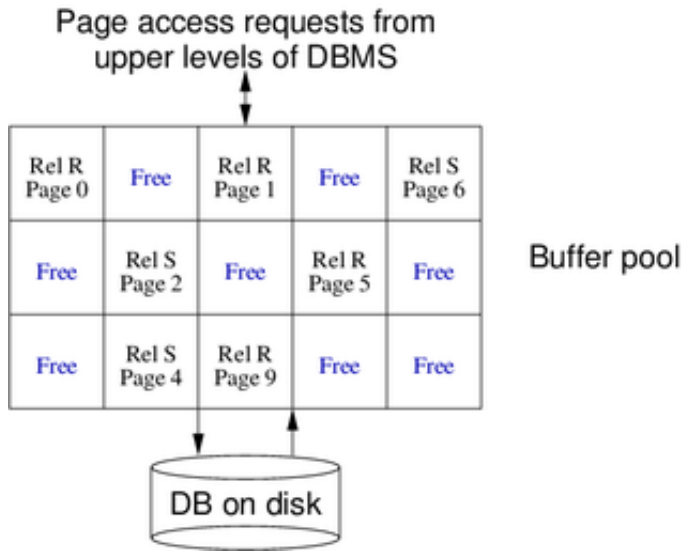 Page access requests from
upper levels of DBMS
Rel R
Page 0
Free
Rel R
Page 1
Free
Rel S
Page 6
Free
Rel S
Page 2
Free
Rel R
Page 5
Free
Buffer pool
Free
Rel S
Page 4
Rel R
Page 9
Free
Free
DB on disk